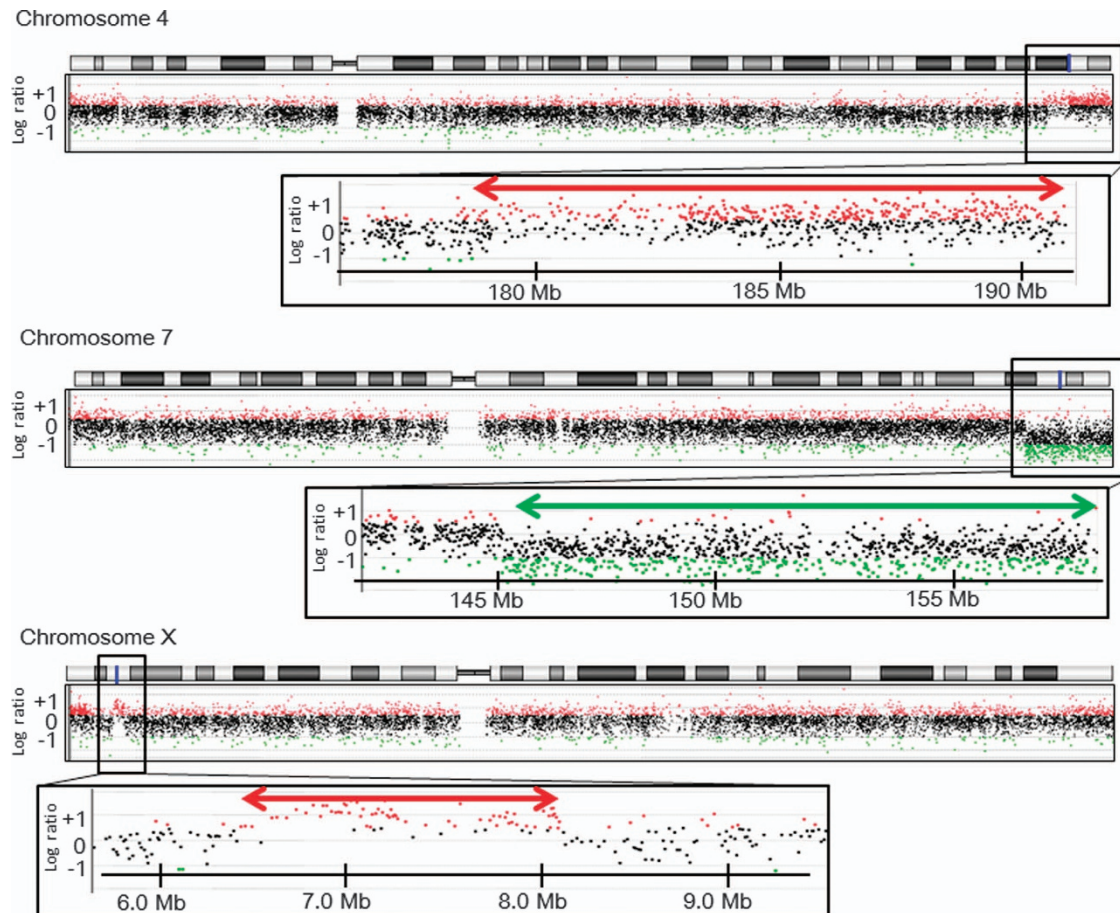 Chromosome 4
Log ratio
+1
0
-1
Log ratio
+1
0
-1
180 Mb 185 Mb 190 Mb
Chromosome 7
Log ratio
+1
0
-1
Log ratio
+1
0
-1
145 Mb 150 Mb 155 Mb
Chromosome X
Log ratio
+1
0
-1
Log ratio
+1
0
-1
6.0 Mb 7.0 Mb 8.0 Mb 9.0 Mb